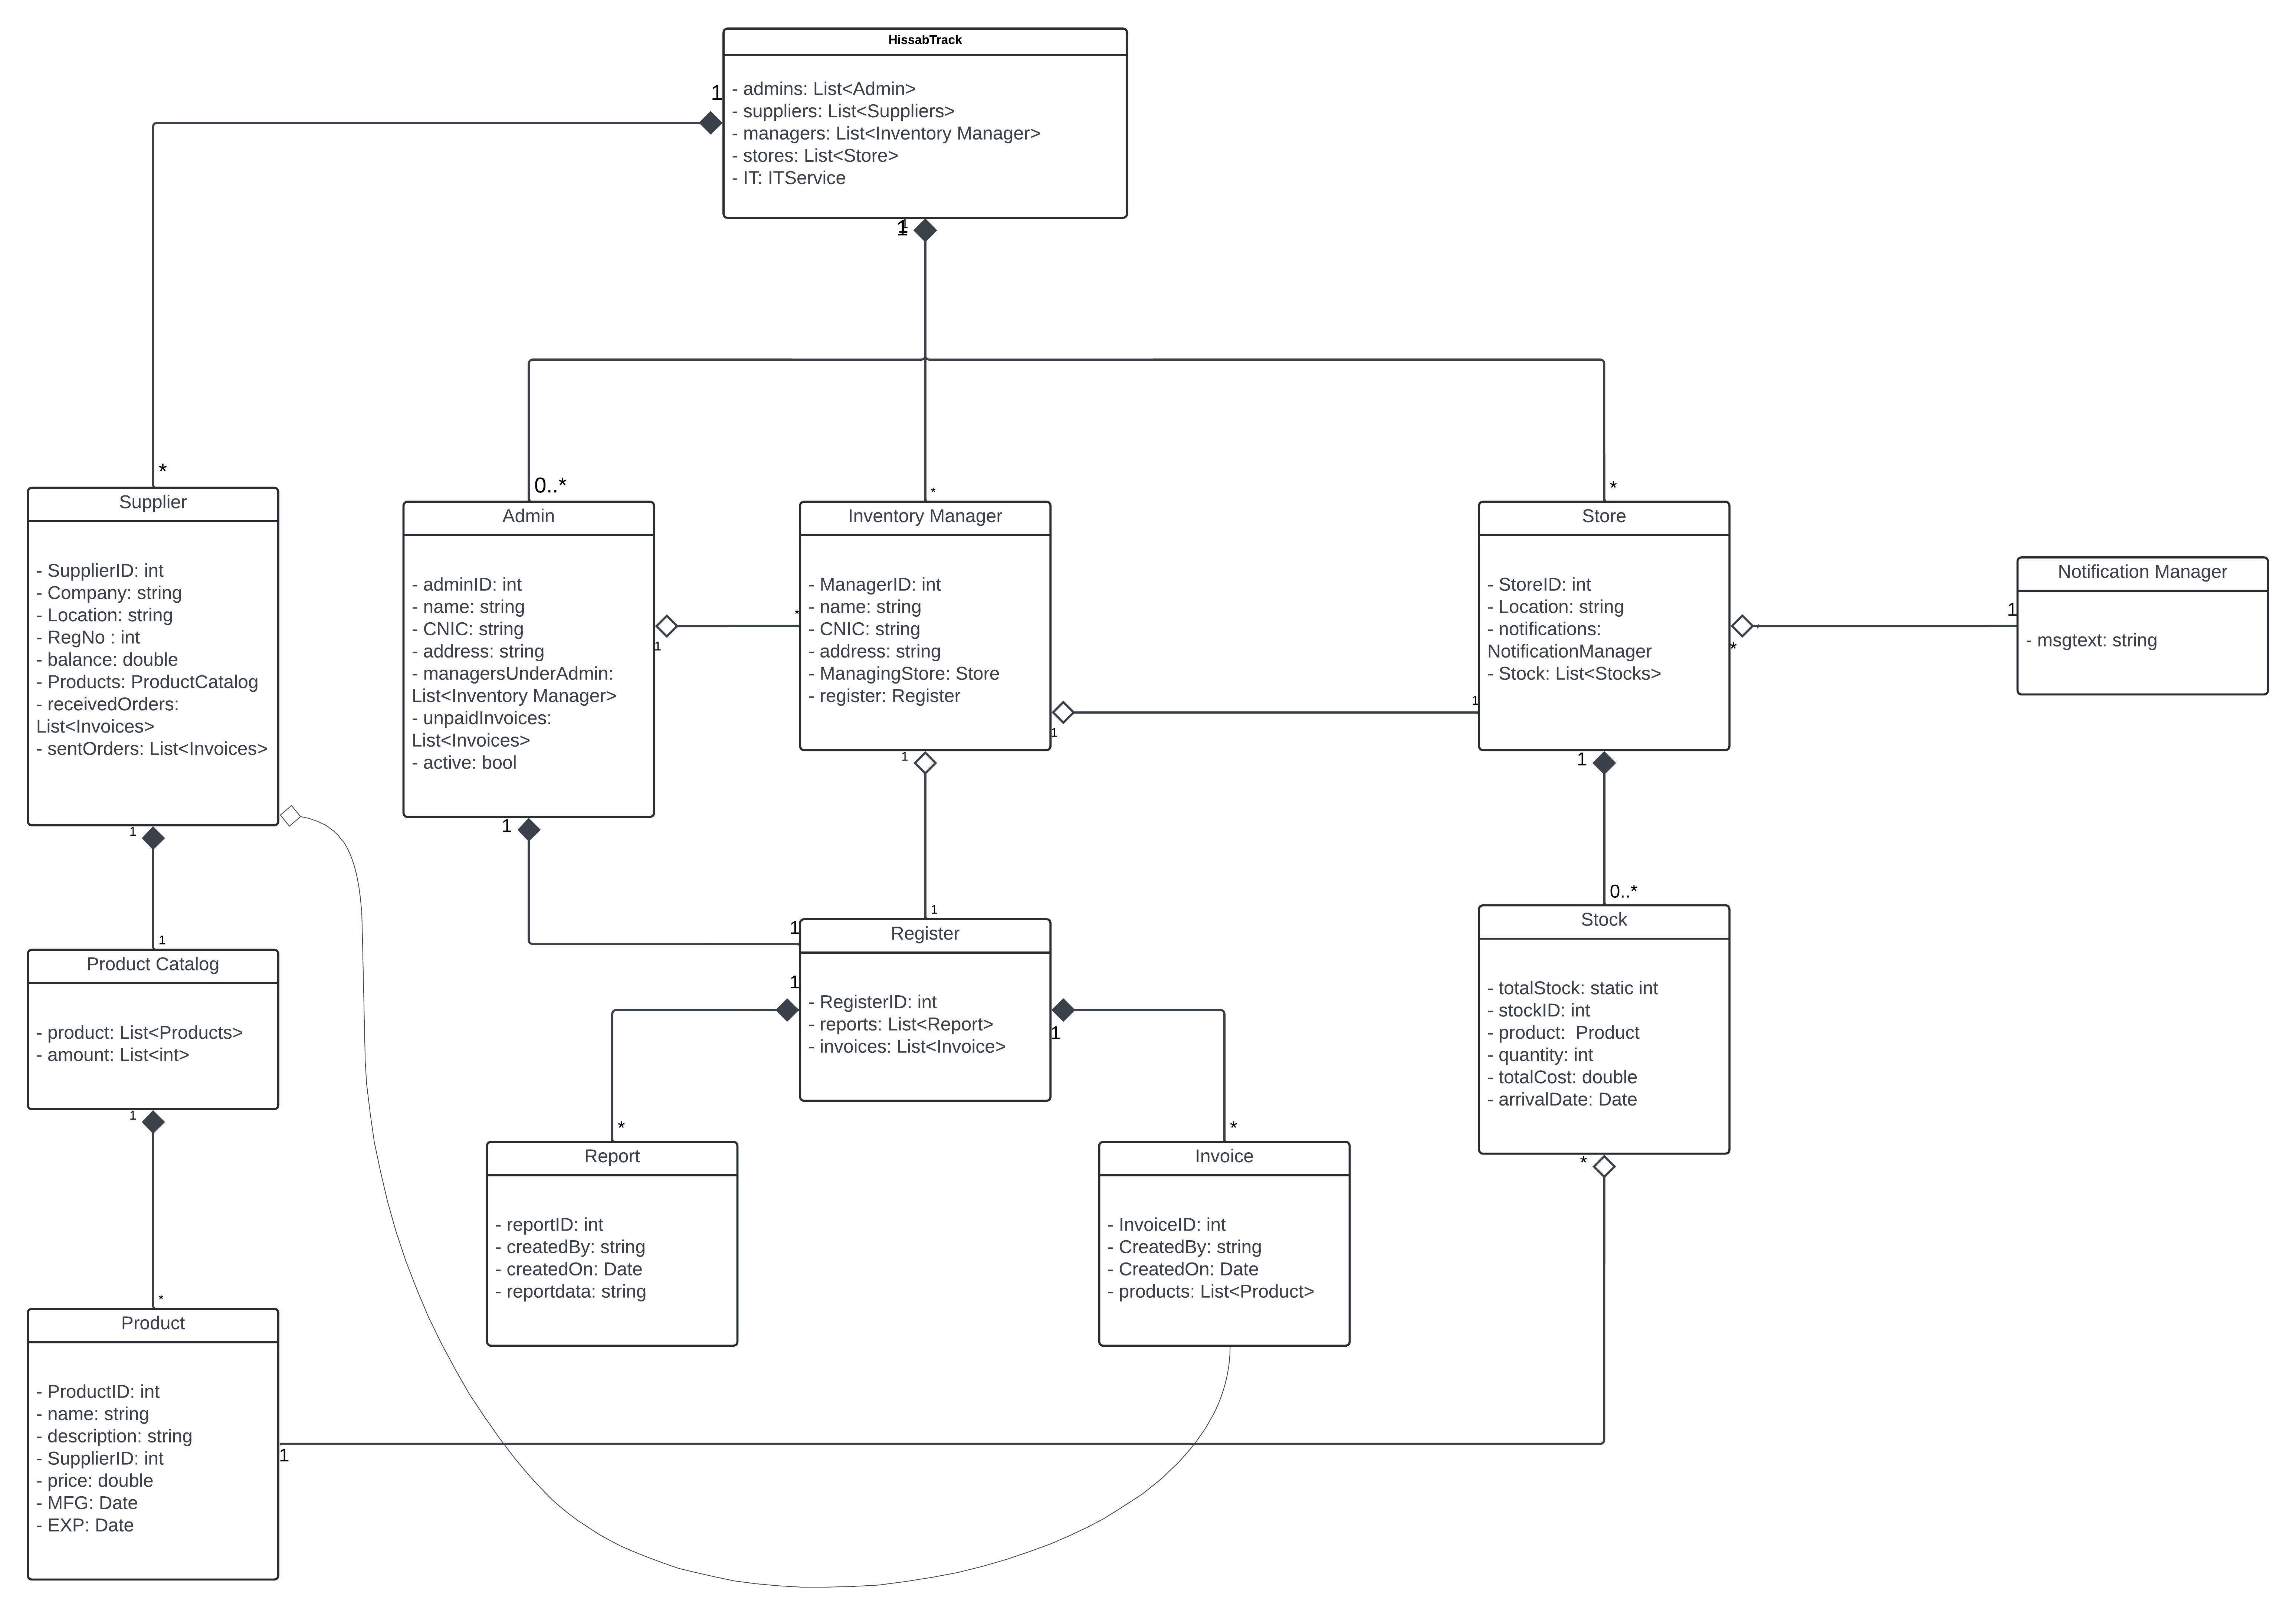 HissabTrack
- admins: List<Admin>
- suppliers: List<Suppliers>
- managers: List<Inventory Manager>
- stores: List<Store>
- IT: ITService
1
1
*
0..*
*
*
Supplier
- SupplierID: int
- Company: string
- Location: string
- RegNo : int
- balance: double
- Products: ProductCatalog
- receivedOrders:
List<Invoices>
- sentOrders: List<Invoices>
1
1
Admin
- adminID: int
- name: string
- CNIC: string
- address: string
- managersUnderAdmin:
List<Inventory Manager>
- unpaidInvoices:
List<Invoices>
- active: bool
1
*
1
1
Inventory Manager
- ManagerID: int
- name: string
- CNIC: string
- address: string
- ManagingStore: Store
- register: Register
1
1
1
1
Store
- StoreID: int
- Location: string
- notifications:
NotificationManager
- Stock: List<Stocks>
*
1
1
0..*
Notification Manager
- msgtext: string
Product Catalog
- product: List<Products>
- amount: List<int>
1
*
Register
- RegisterID: int
- reports: List<Report>
- invoices: List<Invoice>
1
*
1
*
Stock
- totalStock: static int
- stockID: int
- product:  Product
- quantity: int
- totalCost: double
- arrivalDate: Date
*
1
Report
- reportID: int
- createdBy: string
- createdOn: Date
- reportdata: string
Invoice
- InvoiceID: int
- CreatedBy: string
- CreatedOn: Date
- products: List<Product>
Product
- ProductID: int
- name: string
- description: string
- SupplierID: int
- price: double
- MFG: Date
- EXP: Date